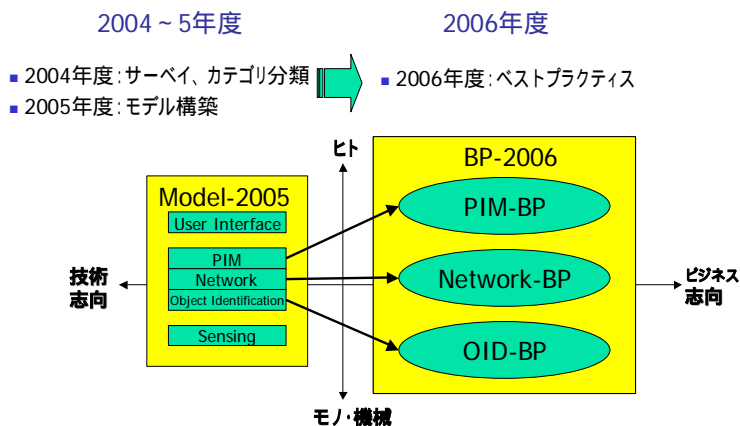 2004～5年度
2006年度
■ 2004年度：サーベイ、カテゴリ分類
■ 2005年度：モデル構築
■ 2006年度：ベストプラクティス
ヒト
Model-2005
User Interface
PIM
Network
Object Identification
Sensing
BP-2006
PIM-BP
Network-BP
OID-BP
技術
志向
ビジネス
志向
モノ・機械